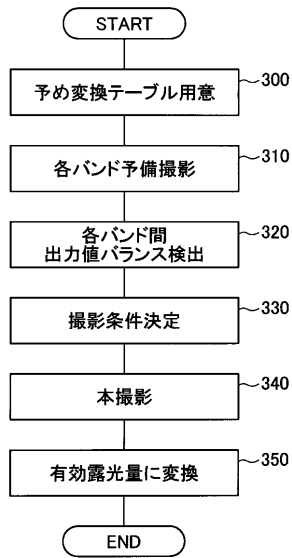 START
予め変換テーブル用意
300
各バンド予備撮影
310
各バンド間
出力値バランス検出
320
撮影条件決定
330
本撮影
340
有効露光量に変換
350
END